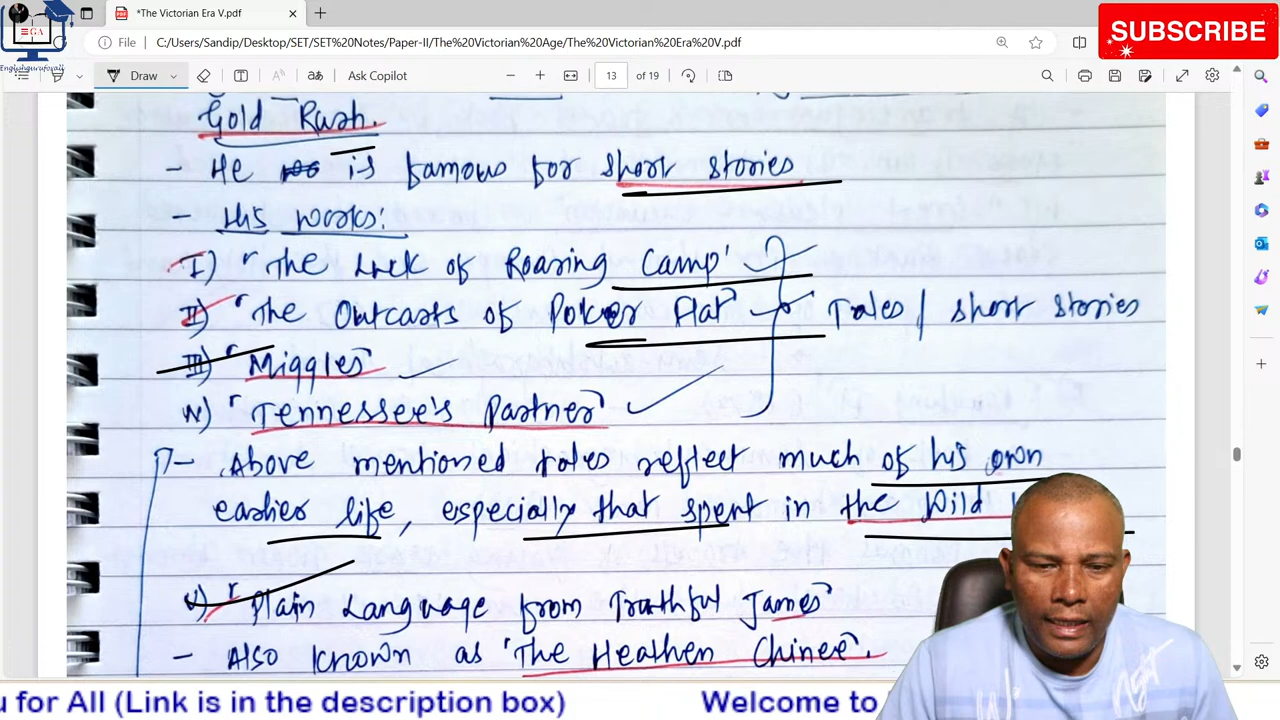 *The Victorian Era V.pdf
SUBSCRIBE
File C:/Users/Sandip/Desktop/SET/SET%20Notes/Paper-II/The%20Victorian%20Age/The%20Victorian%20Era%20V.pdf
EGA
Englishguruforall
Draw Ask Copilot 13 of 19
Gold Rush.
- He is famous for short stories
- His works:
I) "The Luck of Roaring Camp"
II) "The Outcasts of Poker Flat" Tales/ short stories
III) "Miggles"
IV) "Tennessee's Partner"
- Above mentioned tales reflect much of his own
earlier life, especially that spent in the Wild
V) "Plain Language from Truthful James"
- Also known as "The Heathen Chinee".
u for All (Link is in the description box) Welcome to